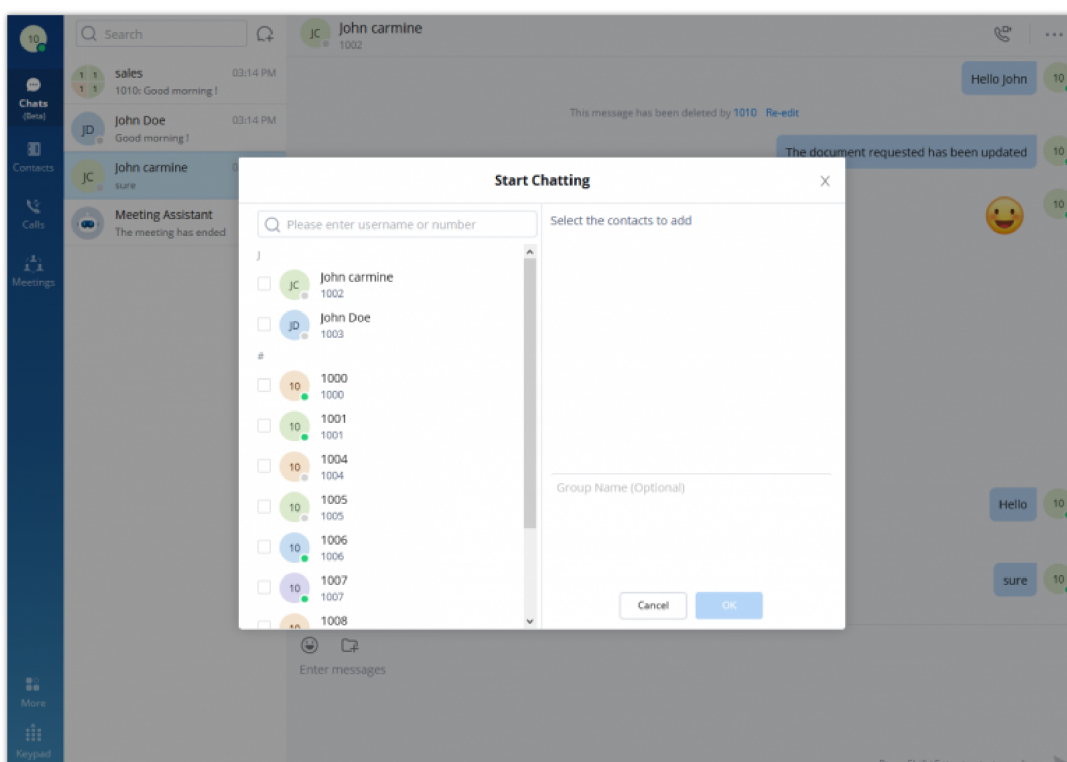 10
Chats
(Beta)
Contacts
Calls
Meetings
More
Keypad
Search
1 1
1 1
sales
03:14 PM
1010: Good morning !
JD
John Doe
03:14 PM
Good morning !
JC
John carmine
0
sure
Meeting Assistant
The meeting has ended
JC
John carmine
1002
Hello John
10
This message has been deleted by 1010 Re-edit
The document requested has been updated
10
10
Hello
10
sure
10
Enter messages
Start Chatting
X
Please enter username or number
J
JC
John carmine
1002
JD
John Doe
1003
#
10
1000
1000
10
1001
1001
10
1004
1004
10
1005
1005
10
1006
1006
10
1007
1007
10
1008
Select the contacts to add
Group Name (Optional)
Cancel
OK